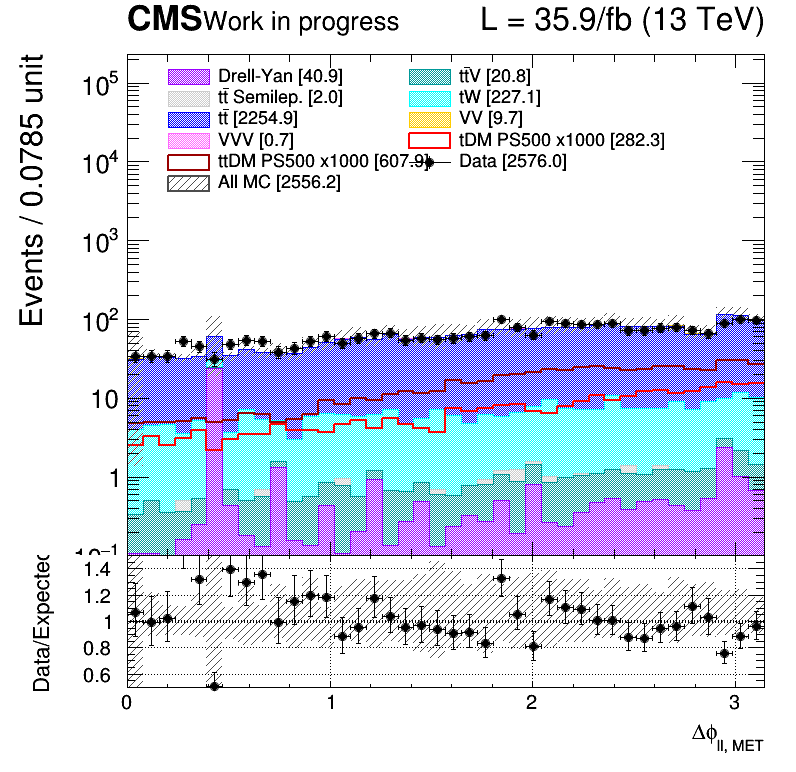 CMS Work in progress L = 35.9/fb (13 TeV)
Events / 0.0785 unit
10⁵
10⁴
10³
10²
10
1
10⁻¹
Drell-Yan [40.9]
tt̄V [20.8]
tt̄ Semilep. [2.0]
tW [227.1]
tt̄ [2254.9]
VV [9.7]
VVV [0.7]
tDM PS500 x1000 [282.3]
ttDM PS500 x1000 [607.9]
Data [2576.0]
All MC [2556.2]
Data/Expected
1.4
1.2
1
0.8
0.6
0 1 2 3
Δϕ_ll, MET